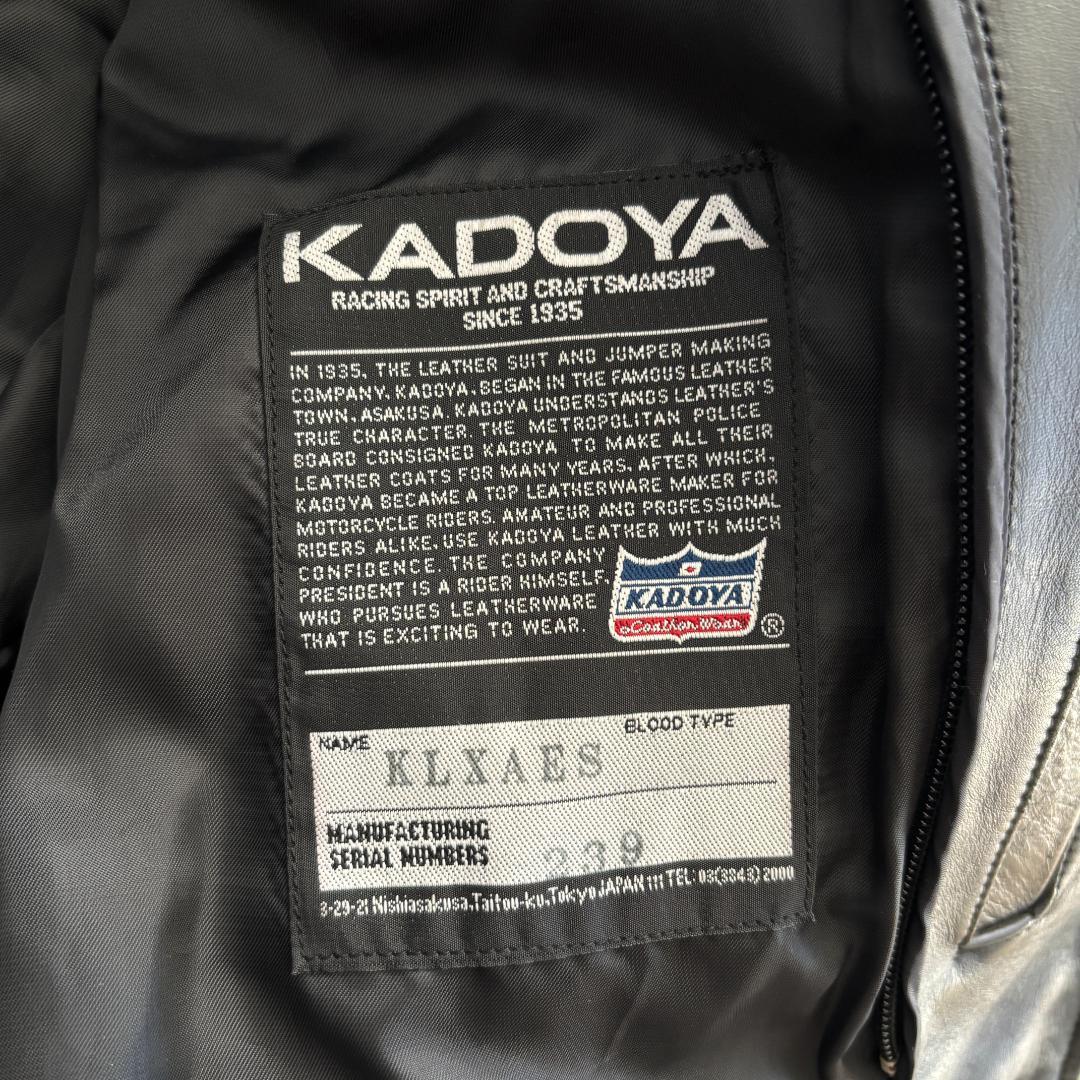 KADOYA
RACING SPIRIT AND CRAFTSMANSHIP
SINCE 1935
IN 1935, THE LEATHER SUIT AND JUMPER MAKING
COMPANY, KADOYA, BEGAN IN THE FAMOUS LEATHER
TOWN, ASAKUSA. KADOYA UNDERSTANDS LEATHER'S
TRUE CHARACTER. THE METROPOLITAN POLICE
BOARD CONSIGNED KADOYA TO MAKE ALL THEIR
LEATHER COATS FOR MANY YEARS. AFTER WHICH,
KADOYA BECAME A TOP LEATHERWARE MAKER FOR
MOTORCYCLE RIDERS. AMATEUR AND PROFESSIONAL
RIDERS ALIKE, USE KADOYA LEATHER WITH MUCH
CONFIDENCE. THE COMPANY
PRESIDENT IS A RIDER HIMSELF,
WHO PURSUES LEATHERWARE
THAT IS EXCITING TO WEAR.
KADOYA
®
NAME
BLOOD TYPE
KLXAES
MANUFACTURING
SERIAL NUMBERS
239
3-29-21 Nishiasakusa,Taitou-ku,Tokyo JAPAN 111 TEL: 03(3843)2000